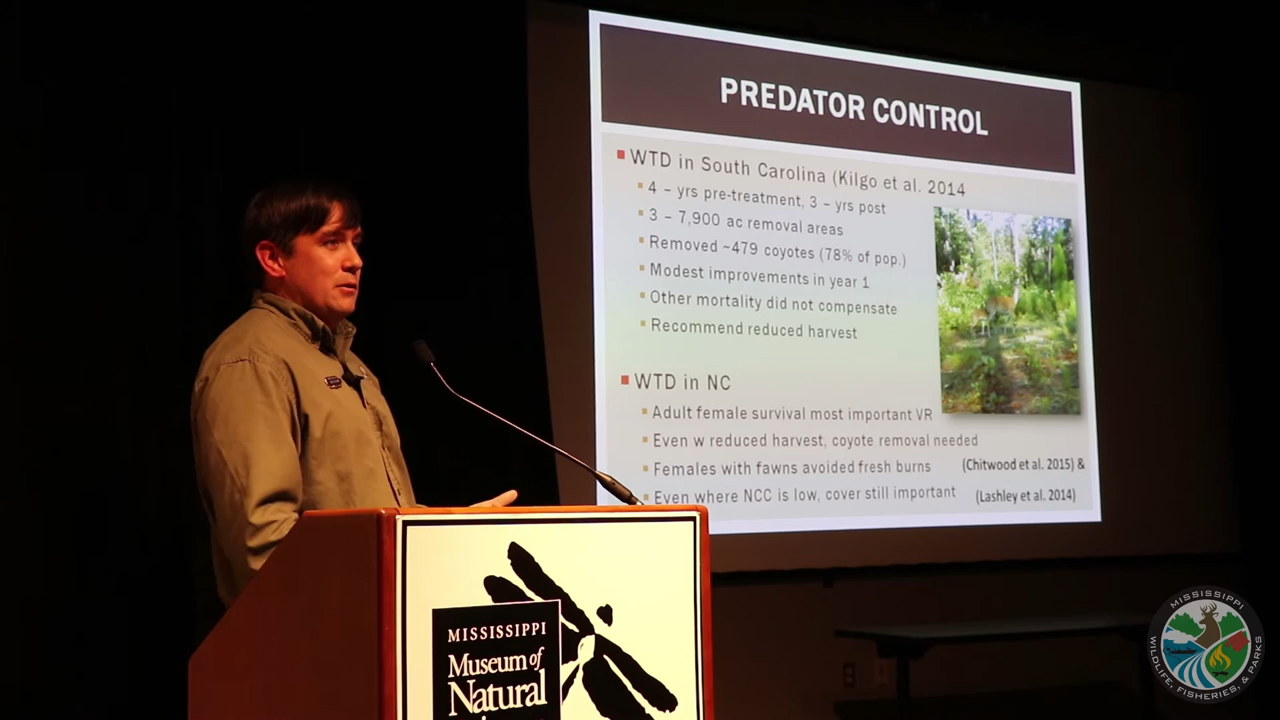 PREDATOR CONTROL
WTD in South Carolina (Kilgo et al. 2014
4 – yrs pre-treatment, 3 – yrs post
3 – 7,900 ac removal areas
Removed ~479 coyotes (78% of pop.)
Modest improvements in year 1
Other mortality did not compensate
Recommend reduced harvest
WTD in NC
Adult female survival most important VR
Even w reduced harvest, coyote removal needed
Females with fawns avoided fresh burns (Chitwood et al. 2015) &
Even where NCC is low, cover still important (Lashley et al. 2014)
MISSISSIPPI
Museum of
Natural
MISSISSIPPI
WILDLIFE, FISHERIES, & PARKS